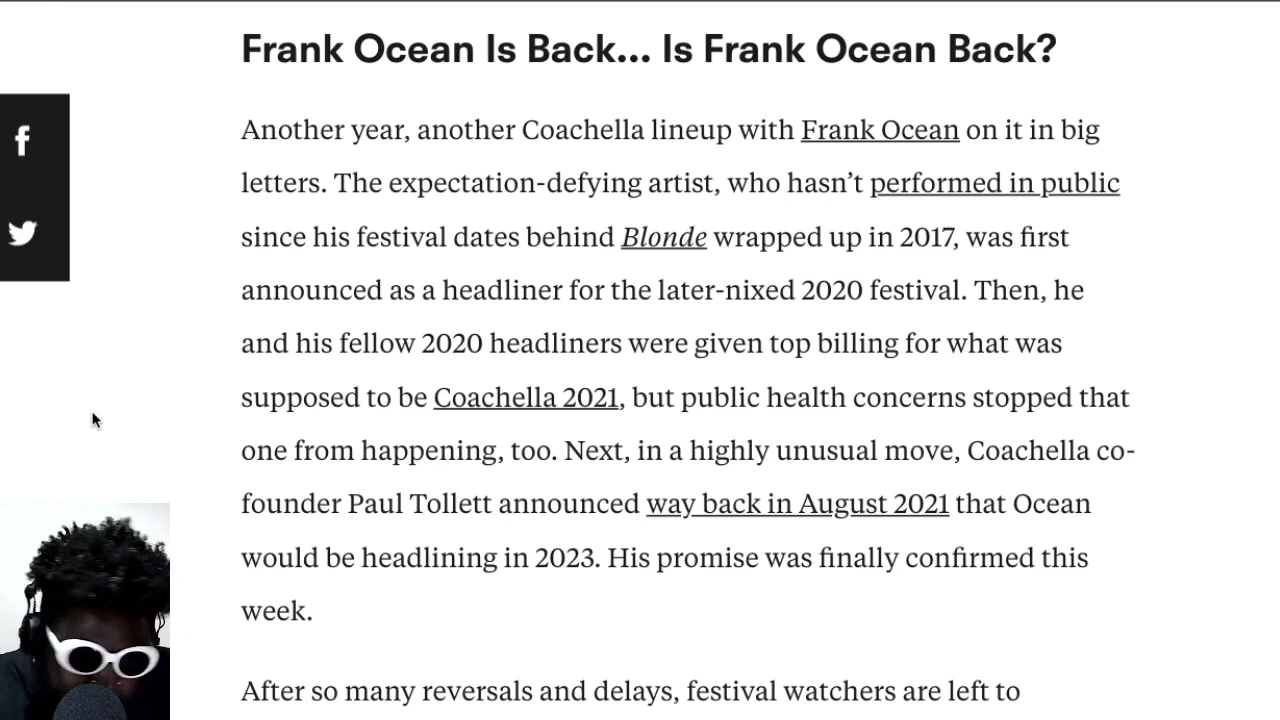 Frank Ocean Is Back... Is Frank Ocean Back?
Another year, another Coachella lineup with Frank Ocean on it in big
letters. The expectation-defying artist, who hasn’t performed in public
since his festival dates behind Blonde wrapped up in 2017, was first
announced as a headliner for the later-nixed 2020 festival. Then, he
and his fellow 2020 headliners were given top billing for what was
supposed to be Coachella 2021, but public health concerns stopped that
one from happening, too. Next, in a highly unusual move, Coachella co-
founder Paul Tollett announced way back in August 2021 that Ocean
would be headlining in 2023. His promise was finally confirmed this
week.
After so many reversals and delays, festival watchers are left to